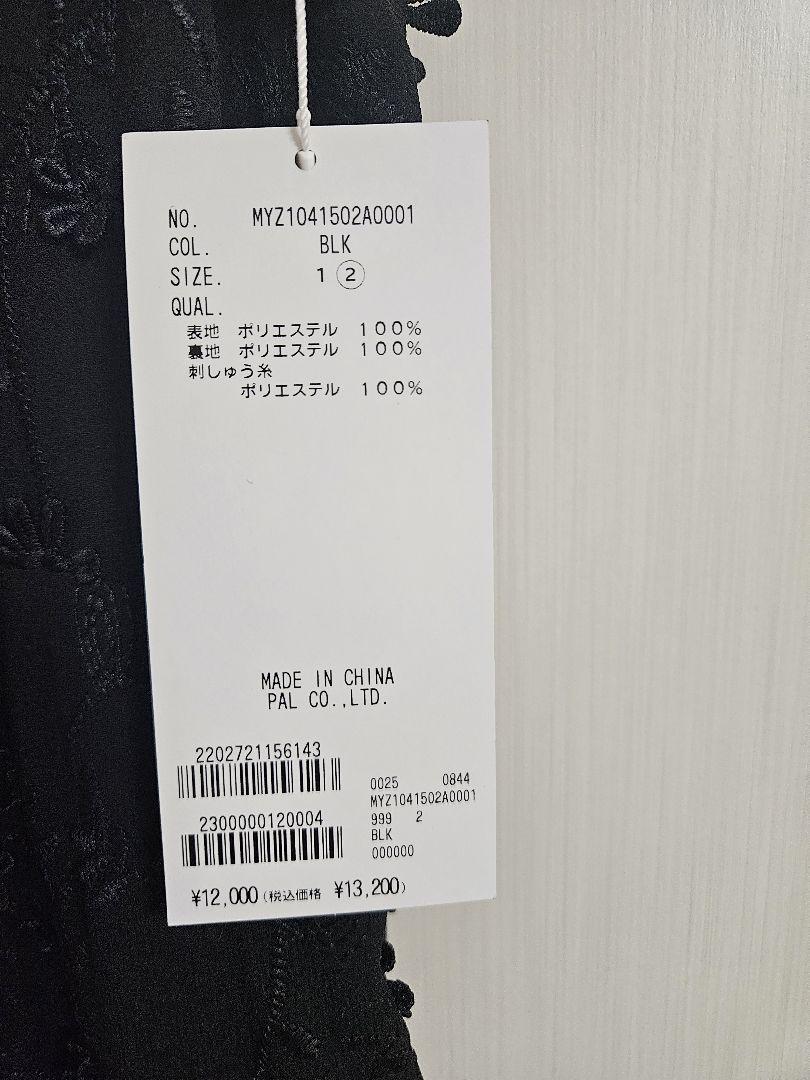 NO. MYZ1041502A0001
COL. BLK
SIZE. 1 ②
QUAL.
表地 ポリエステル 100%
裏地 ポリエステル 100%
刺しゅう糸
ポリエステル 100%
MADE IN CHINA
PAL CO.,LTD.
2202721156143
2300000120004
0025 0844
MYZ1041502A0001
999 2
BLK
000000
¥12,000(税込価格 ¥13,200)